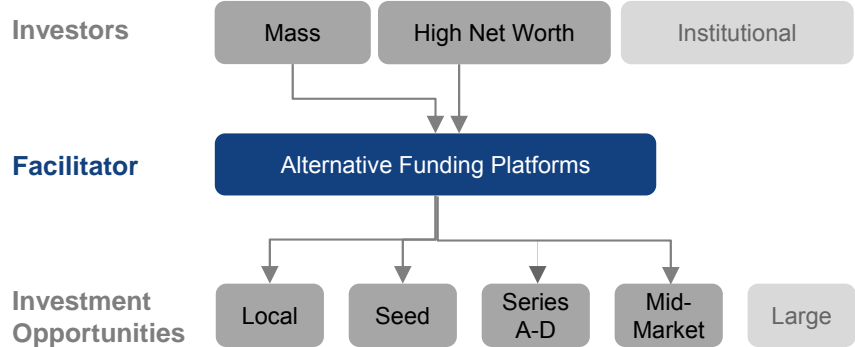 Investors
Mass
High Net Worth
Institutional
Facilitator
Alternative Funding Platforms
Investment
Opportunities
Local
Seed
Series
A-D
Mid-
Market
Large